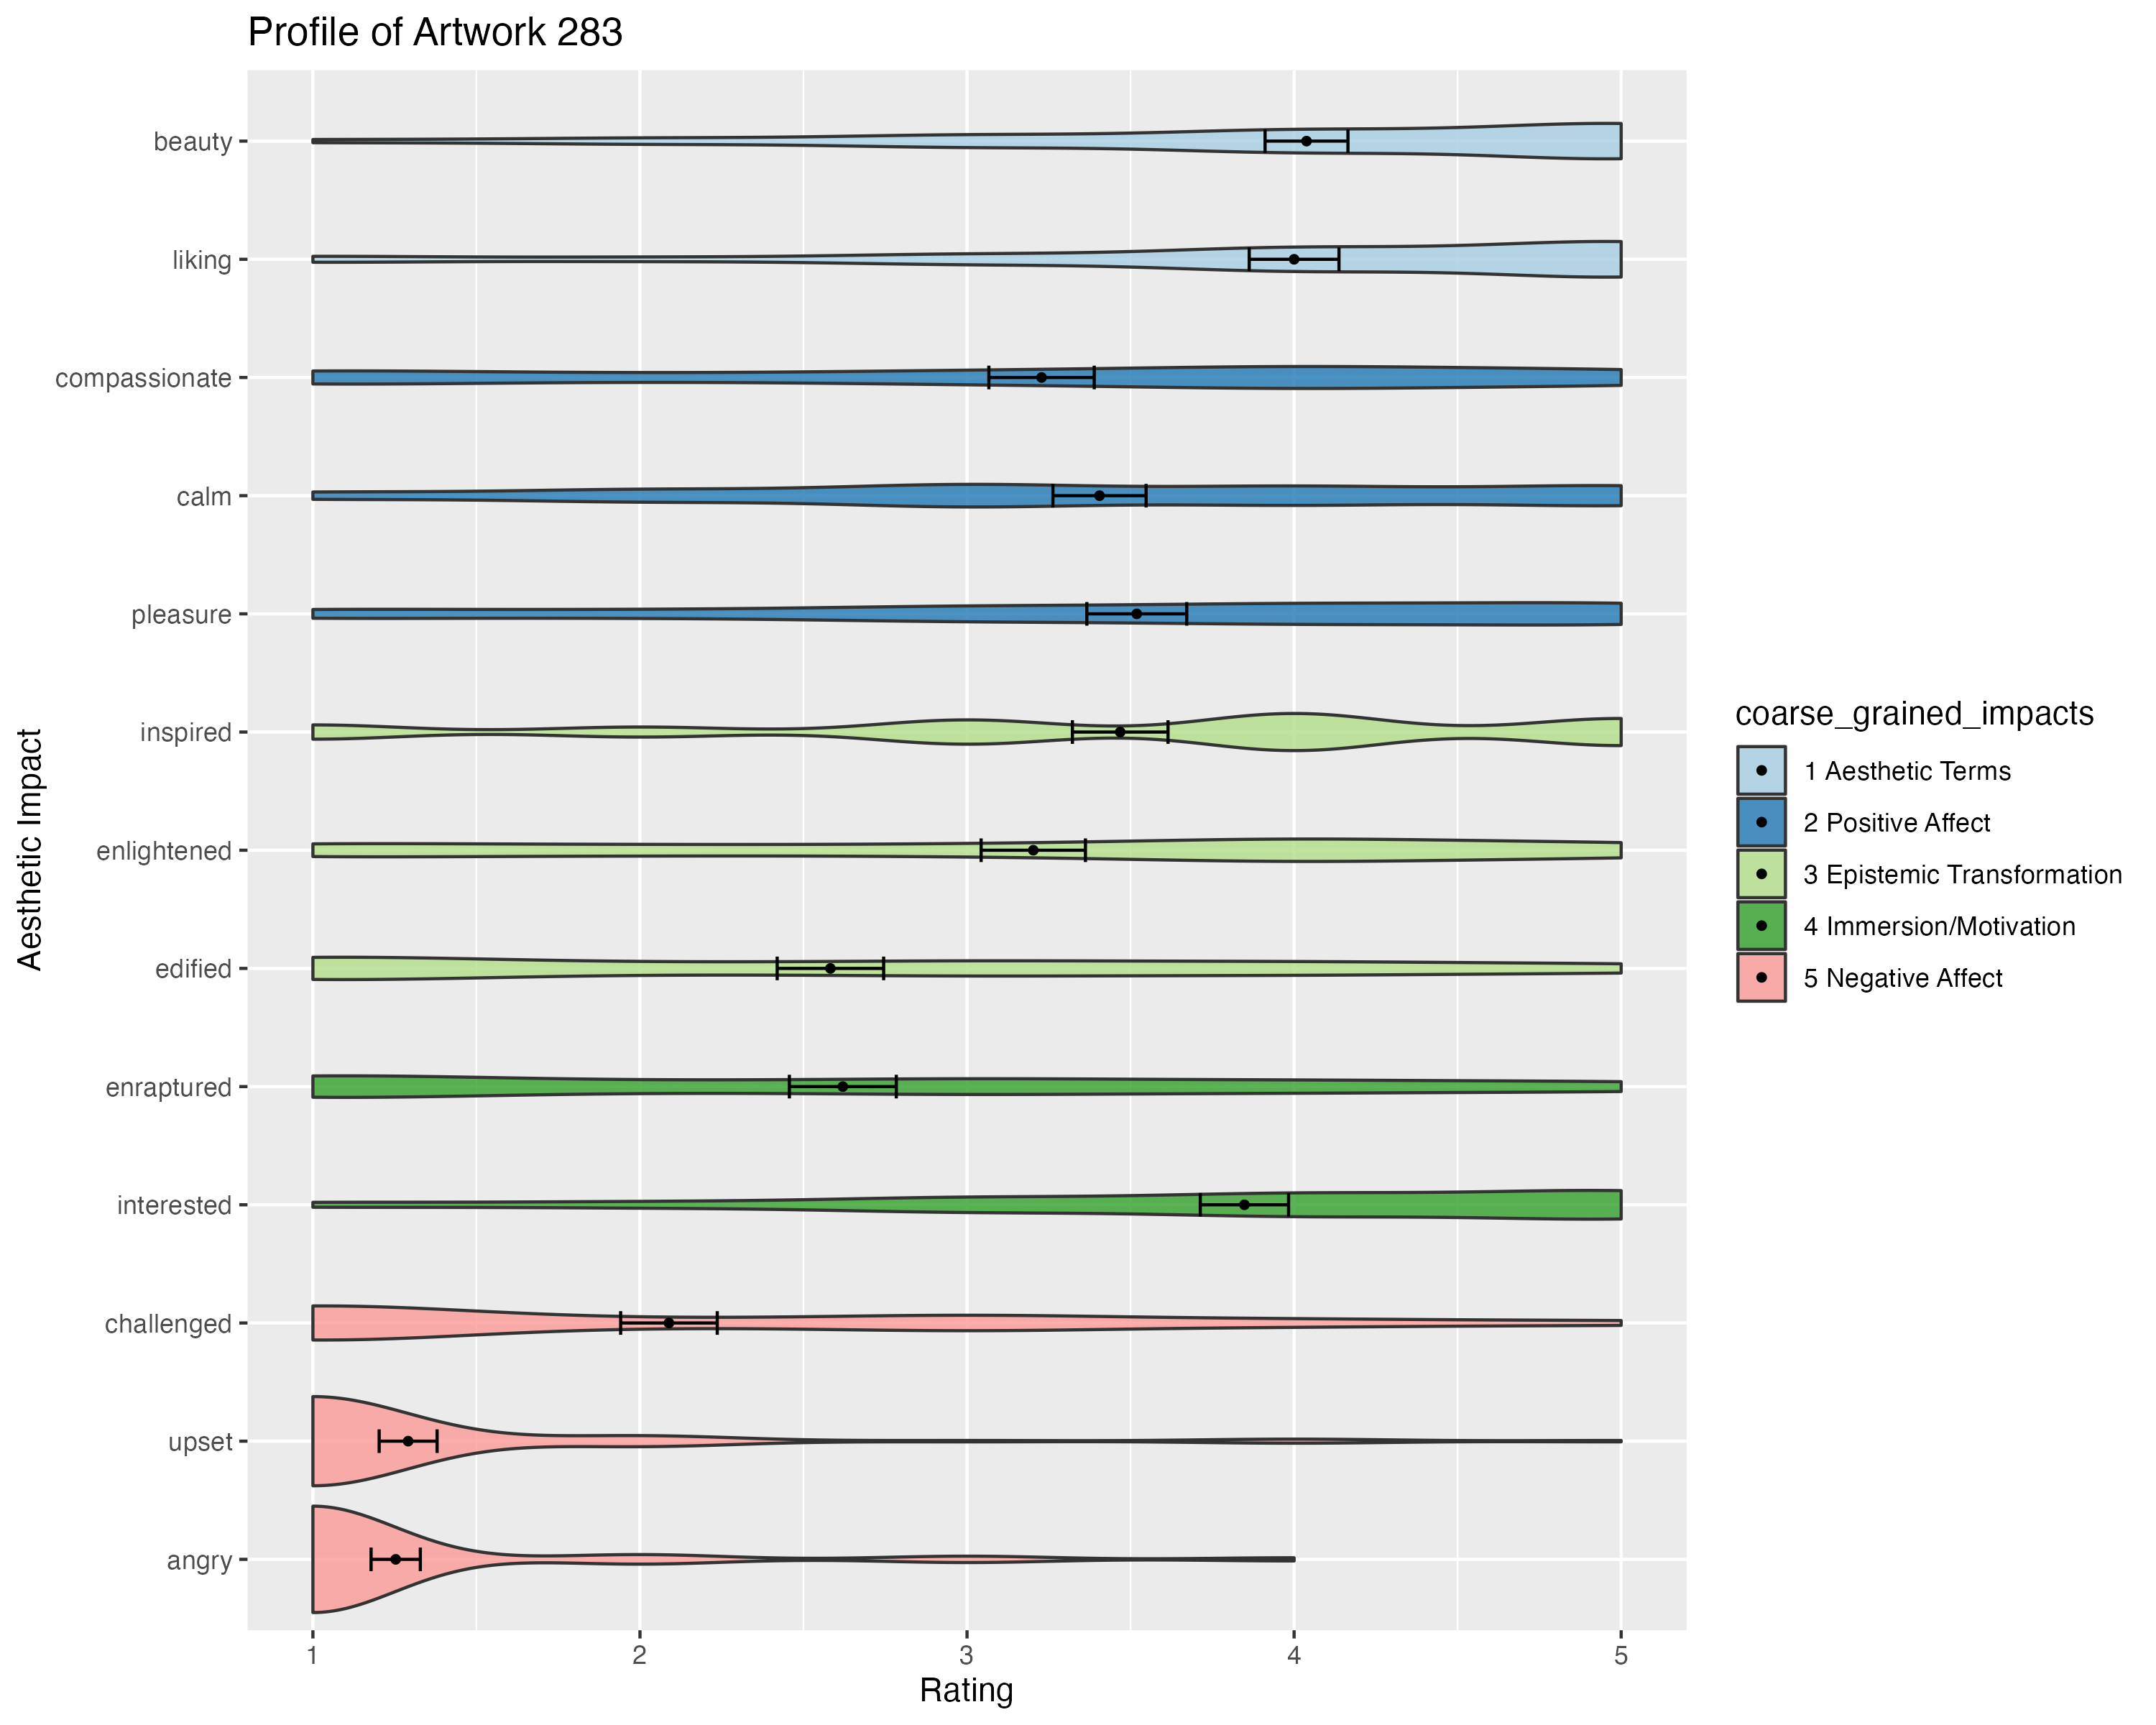 Profile of Artwork 283
Aesthetic Impact
beauty
liking
compassionate
calm
pleasure
inspired
enlightened
edified
enraptured
interested
challenged
upset
angry
1 2 3 4 5
Rating
coarse_grained_impacts
1 Aesthetic Terms
2 Positive Affect
3 Epistemic Transformation
4 Immersion/Motivation
5 Negative Affect